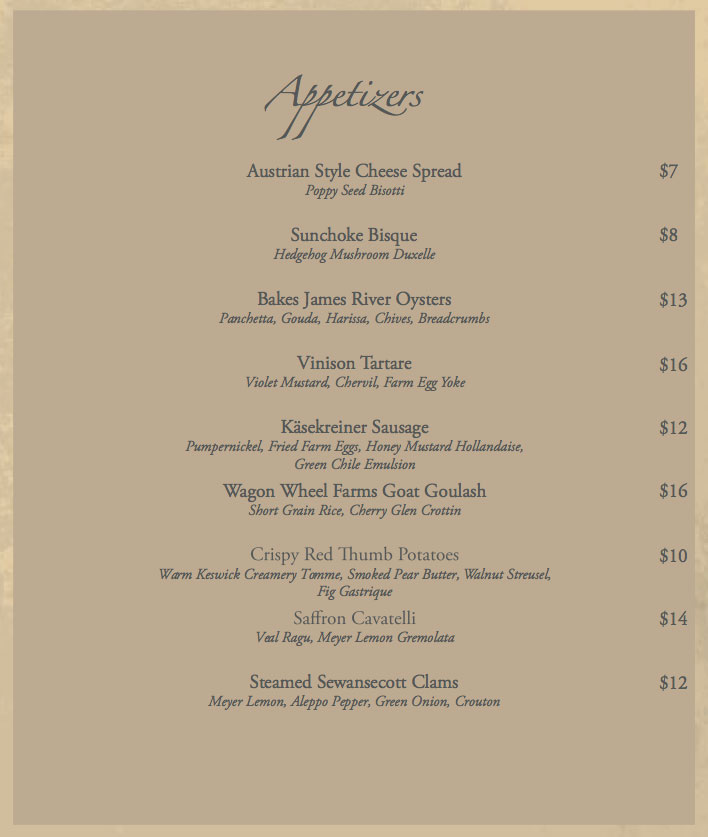 Appetizers
Austrian Style Cheese Spread $7
Poppy Seed Bisotti
Sunchoke Bisque $8
Hedgehog Mushroom Duxelle
Bakes James River Oysters $13
Panchetta, Gouda, Harissa, Chives, Breadcrumbs
Vinison Tartare $16
Violet Mustard, Chervil, Farm Egg Yoke
Käsekreiner Sausage $12
Pumpernickel, Fried Farm Eggs, Honey Mustard Hollandaise,
Green Chile Emulsion
Wagon Wheel Farms Goat Goulash $16
Short Grain Rice, Cherry Glen Crottin
Crispy Red Thumb Potatoes $10
Warm Keswick Creamery Tomme, Smoked Pear Butter, Walnut Streusel,
Fig Gastrique
Saffron Cavatelli $14
Veal Ragu, Meyer Lemon Gremolata
Steamed Sewansecott Clams $12
Meyer Lemon, Aleppo Pepper, Green Onion, Crouton